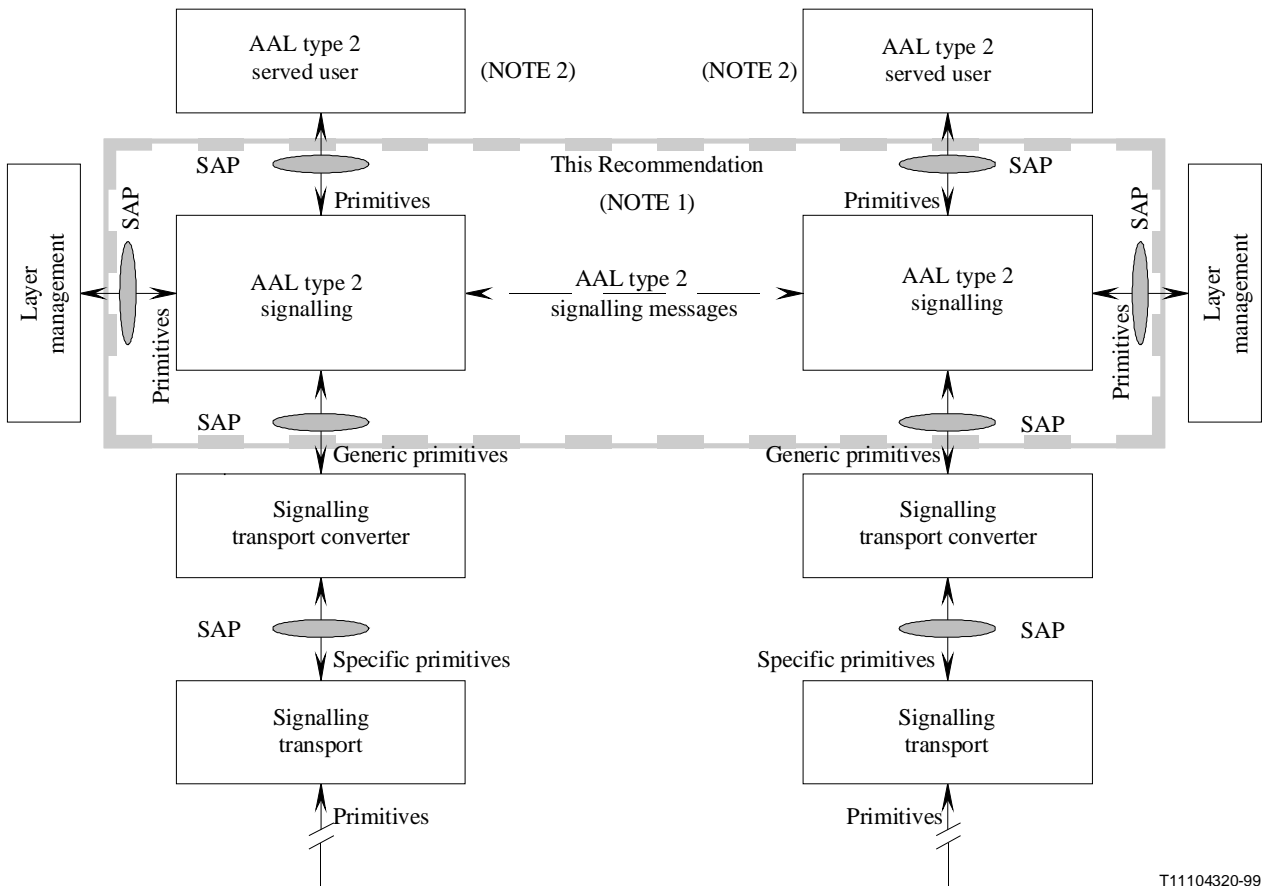 AAL type 2
served user
(NOTE 2)
(NOTE 2)
AAL type 2
served user
SAP
This Recommendation
SAP
Primitives
(NOTE 1)
Primitives
Layer
management
SAP
Primitives
AAL type 2
signalling
AAL type 2
signalling messages
AAL type 2
signalling
SAP
Primitives
Layer
management
SAP
SAP
Generic primitives
Generic primitives
Signalling
transport converter
Signalling
transport converter
SAP
SAP
Specific primitives
Specific primitives
Signalling
transport
Signalling
transport
Primitives
Primitives
T11104320-99